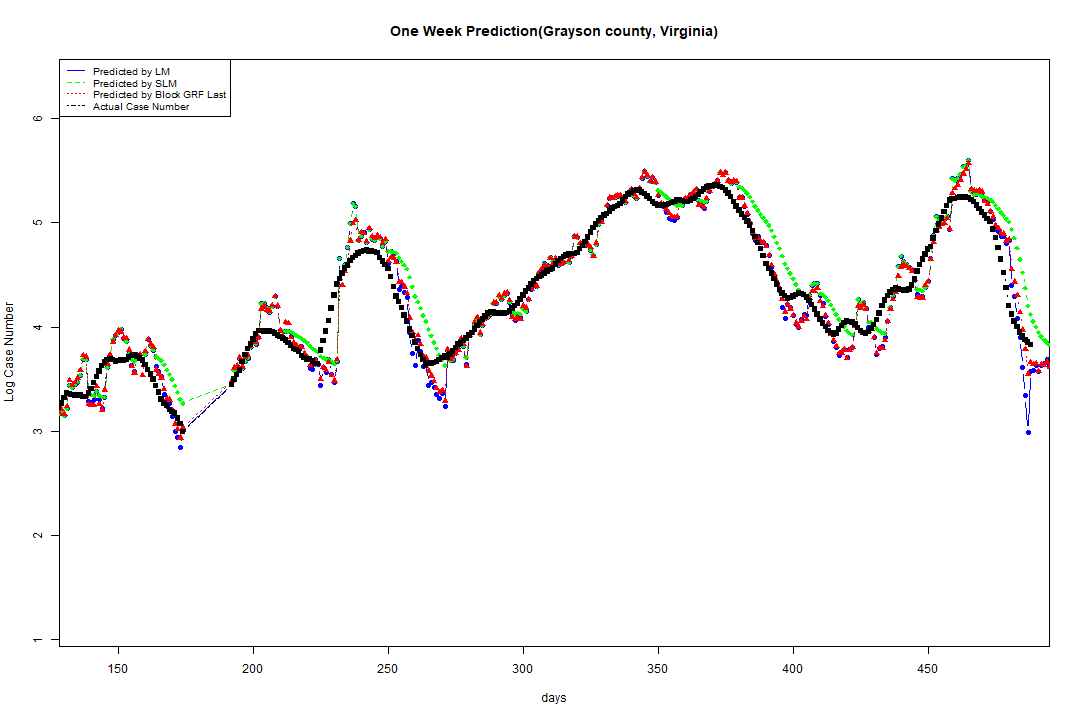 One Week Prediction(Grayson county, Virginia)
Predicted by LM
Predicted by SLM
Predicted by Block GRF Last
Actual Case Number
6
5
4
3
2
1
Log Case Number
150 200 250 300 350 400 450
days